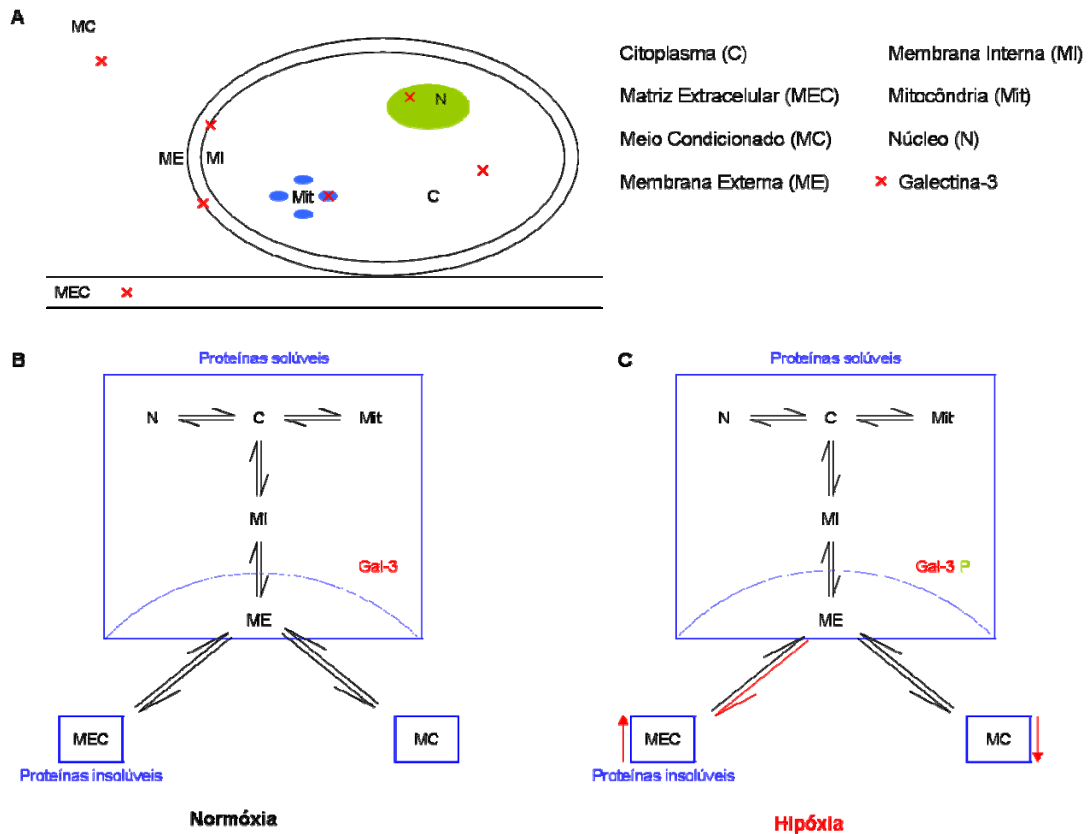 A
MC
ME
MI
N
Mit
C
MEC
Citoplasma (C)
Matriz Extracelular (MEC)
Meio Condicionado (MC)
Membrana Externa (ME)
Membrana Interna (MI)
Mitocôndria (Mit)
Núcleo (N)
× Galectina-3
B
Proteínas solúveis
N C Mit
MI
Gal-3
ME
MEC
MC
Proteínas insolúveis
Normóxia
C
Proteínas solúveis
N C Mit
MI
Gal-3 P
ME
MEC
MC
Proteínas insolúveis
Hipóxia